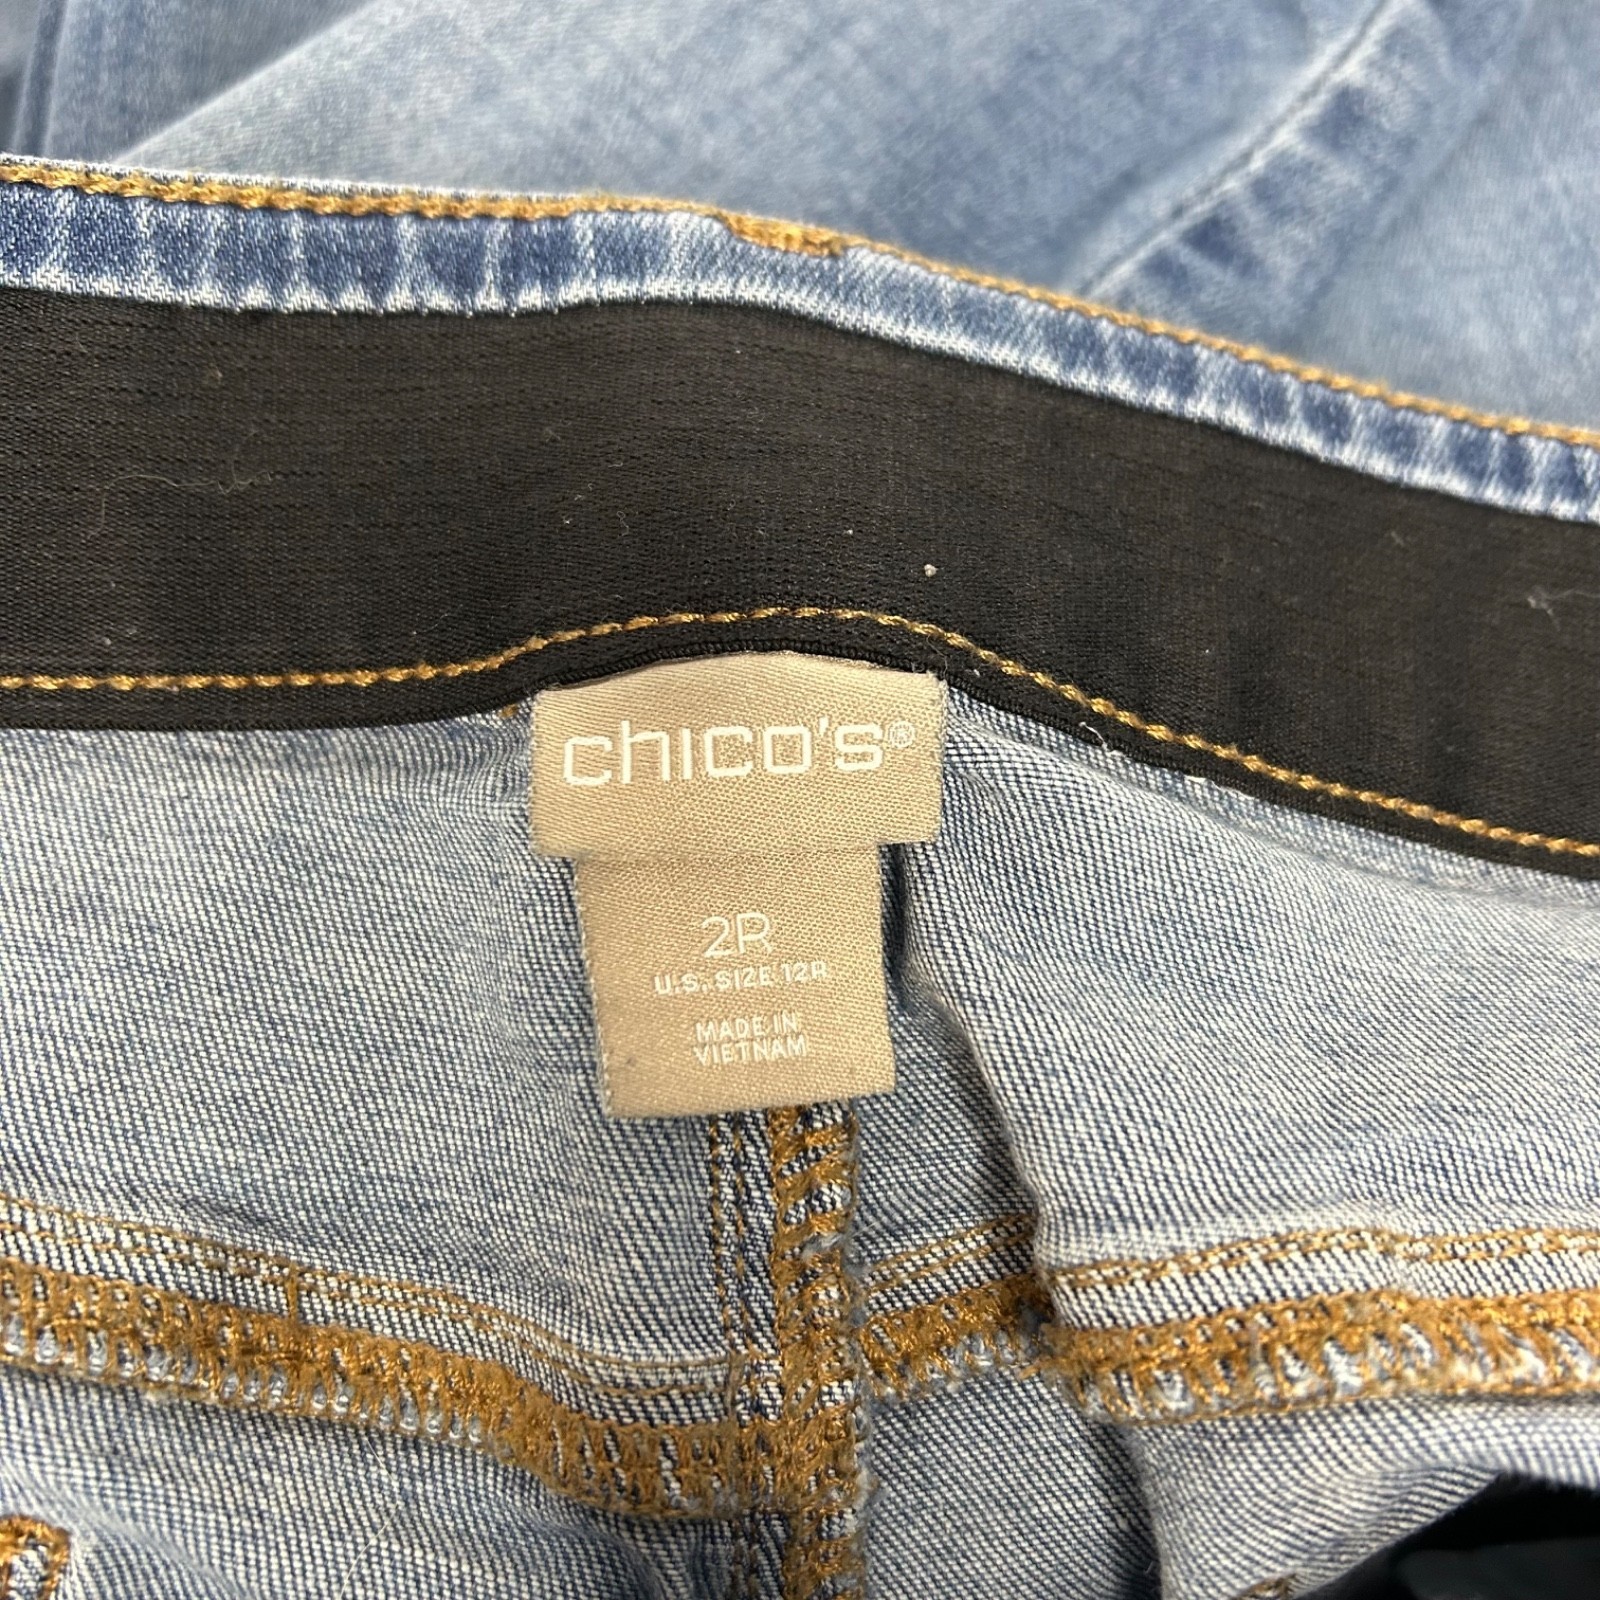 chico's®
2R
U.S. SIZE 12R
MADE IN
VIETNAM